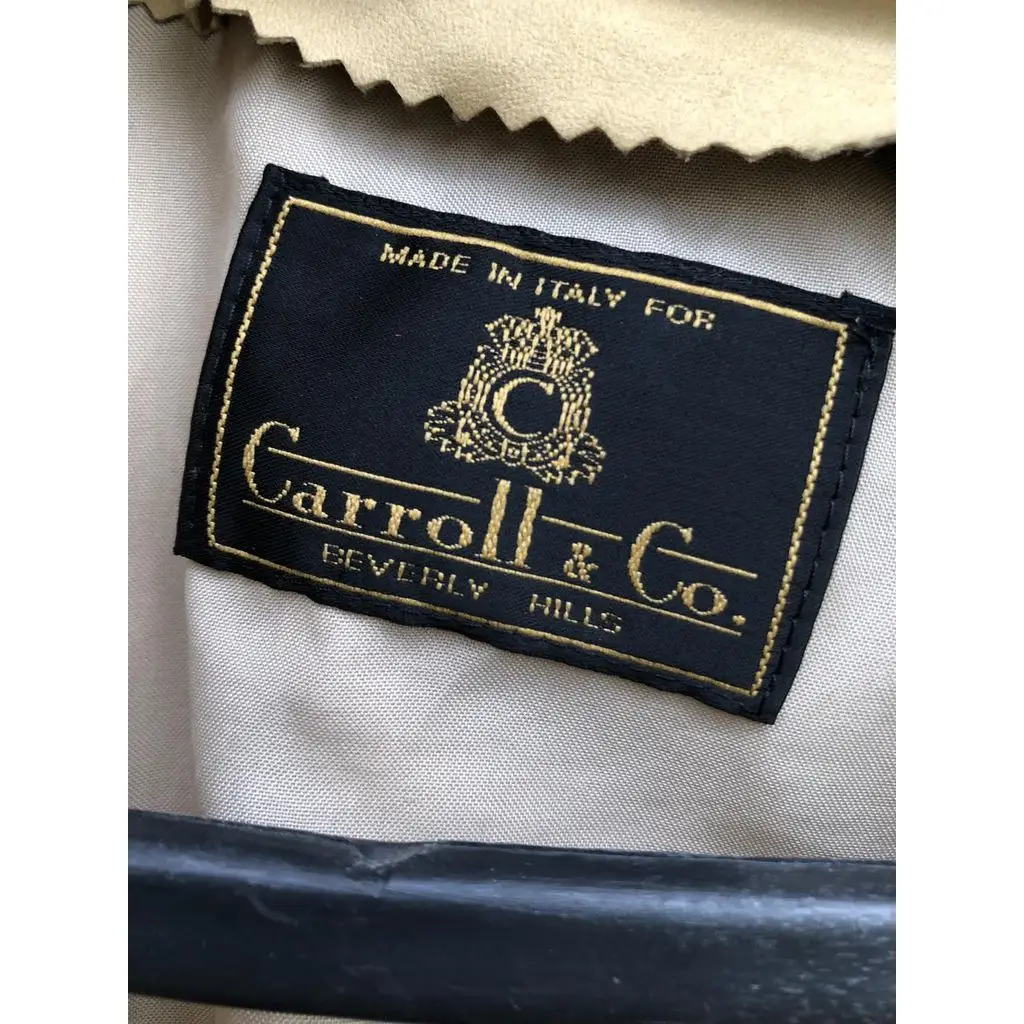 MADE IN ITALY FOR
C
Carroll & Co.
BEVERLY HILLS